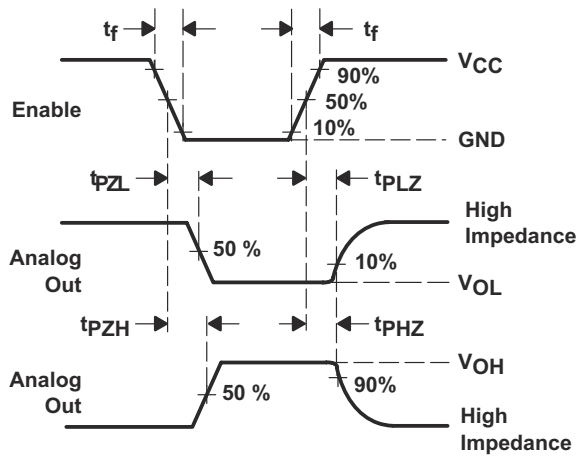 tf
tf
VCC
90%
50%
10%
Enable
GND
tPZL
tPLZ
High
Impedance
50 %
10%
Analog
Out
VOL
tPZH
tPHZ
VOH
Analog
Out
50 %
90%
High
Impedance